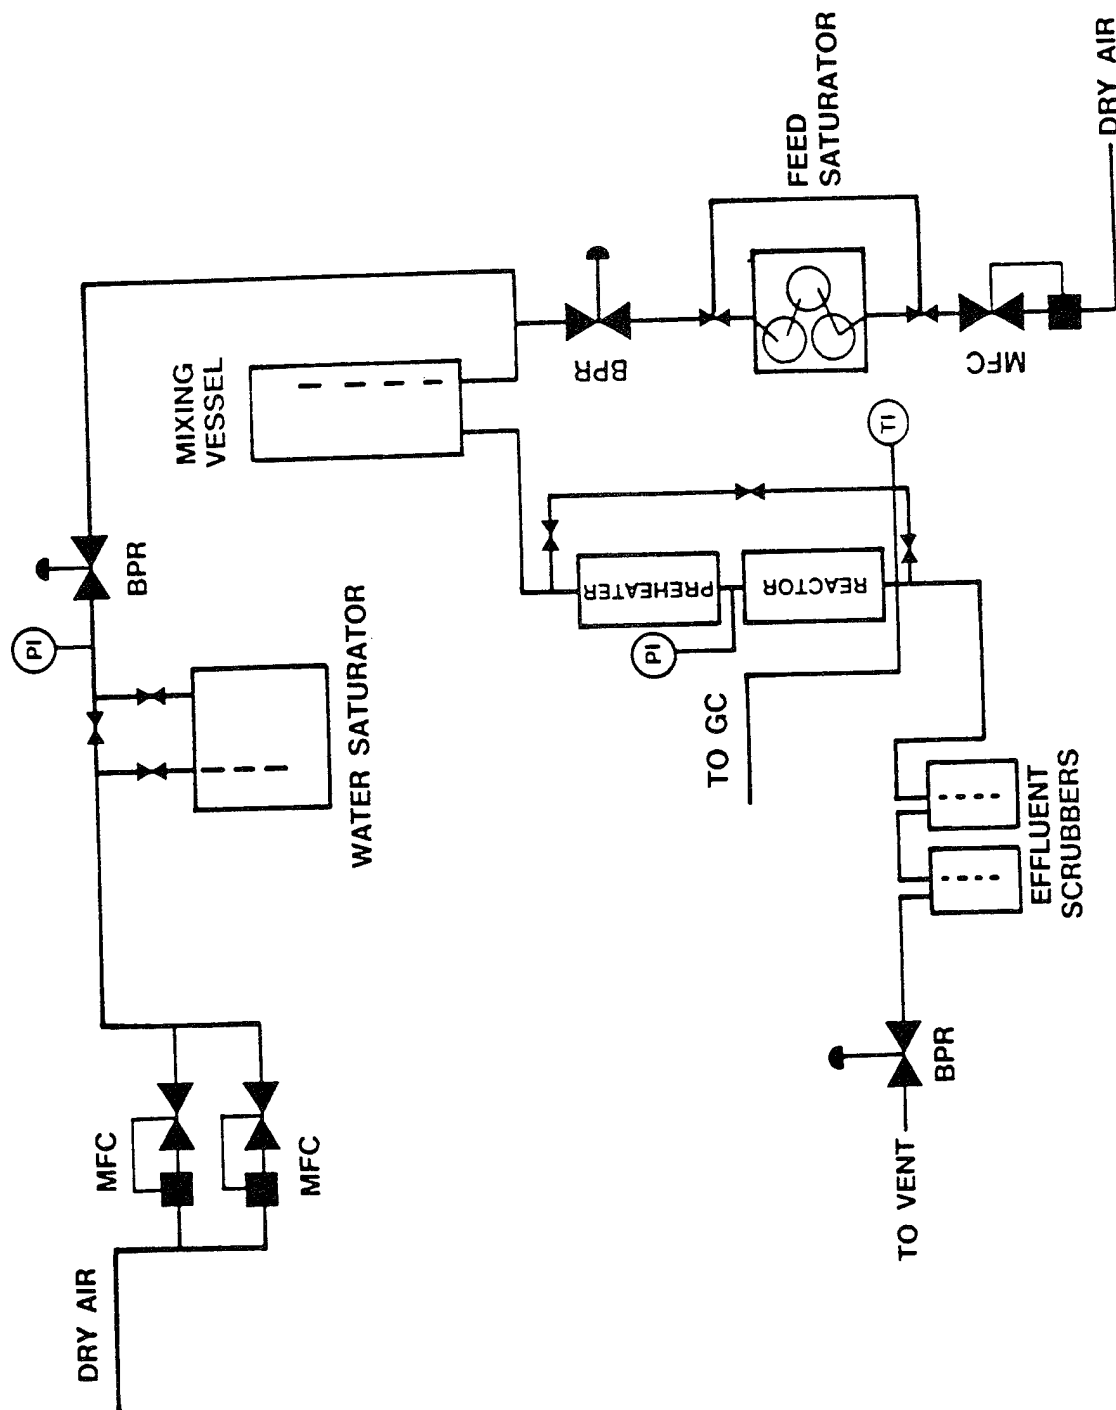 DRY AIR
MFC
MFC
PI
BPR
WATER SATURATOR
MIXING
VESSEL
BPR
FEED
SATURATOR
MFC
DRY AIR
PREHEATER
REACTOR
PI
TI
TO GC
EFFLUENT
SCRUBBERS
BPR
TO VENT